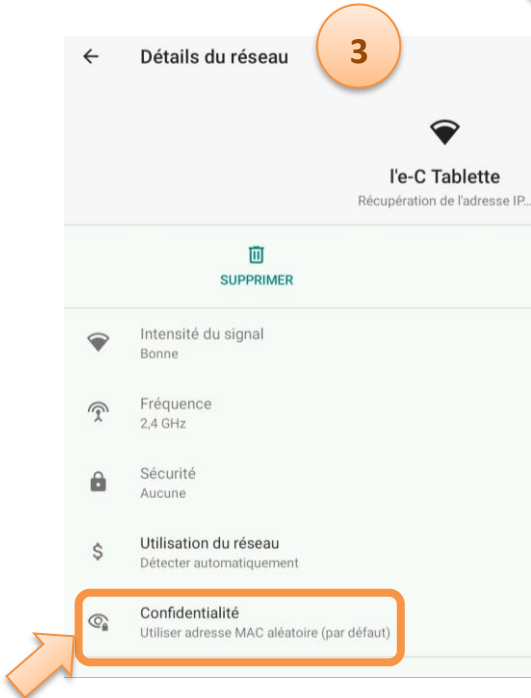 Détails du réseau
3
l'e-C Tablette
Récupération de l'adresse IP...
SUPPRIMER
Intensité du signal
Bonne
Fréquence
2,4 GHz
Sécurité
Aucune
$
Utilisation du réseau
Détecter automatiquement
Confidentialité
Utiliser adresse MAC aléatoire (par défaut)